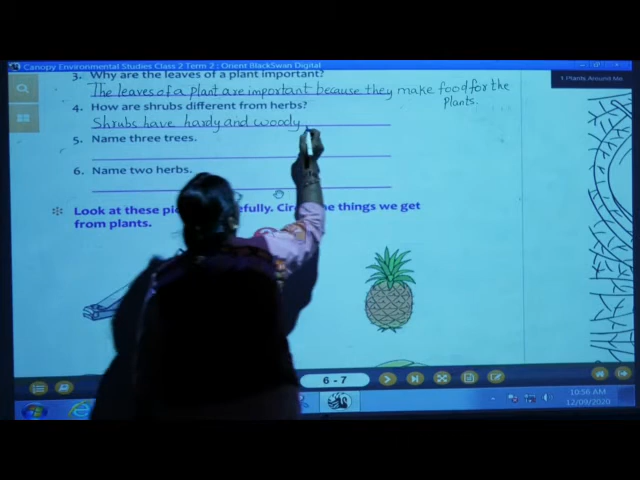 Canopy Environmental Studies Class 2 Term 2 : Orient BlackSwan Digital
1 Plants Around Me
3. Why are the leaves of a plant important?
The leaves of a plant are important because they make food for the
Plants.
4. How are shrubs different from herbs?
Shrubs have hardy and woody
5. Name three trees.
6. Name two herbs.
* Look at these efully. Circ e things we get
from plants.
6 - 7
10:56 AM
12/09/2020